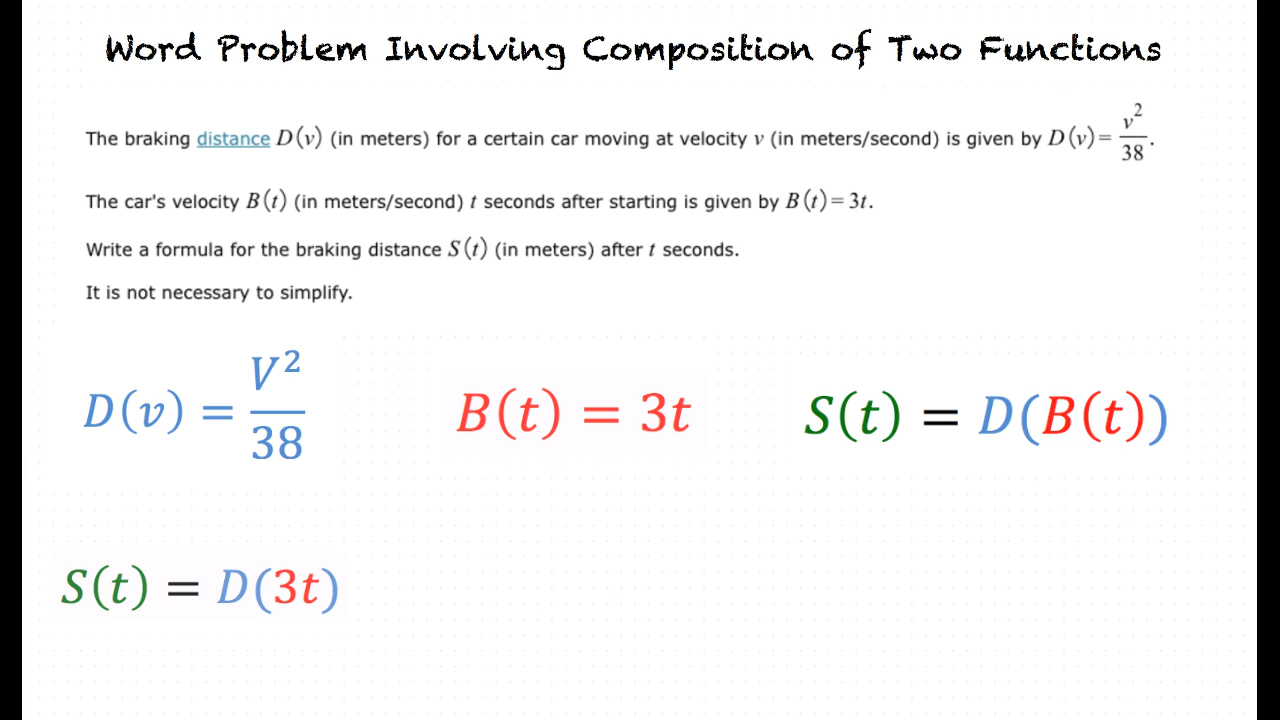 Word Problem Involving Composition of Two Functions
The braking distance D(v) (in meters) for a certain car moving at velocity v (in meters/second) is given by D(v)= v²/38.
The car's velocity B(t) (in meters/second) t seconds after starting is given by B(t)= 3t.
Write a formula for the braking distance S(t) (in meters) after t seconds.
It is not necessary to simplify.
D(v) = V²/38
B(t) = 3t
S(t) = D(B(t))
S(t) = D(3t)